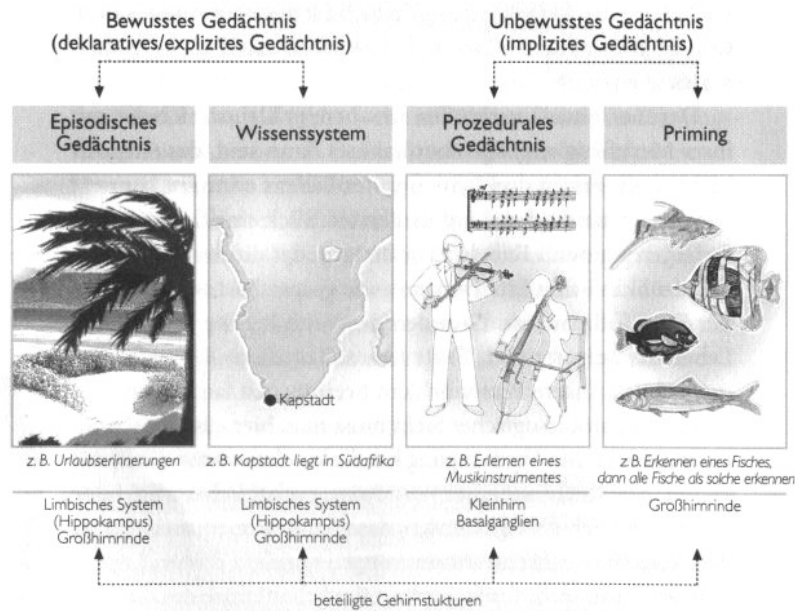 Bewusstes Gedächtnis
(deklaratives/explizites Gedächtnis)
Unbewusstes Gedächtnis
(implizites Gedächtnis)
Episodisches
Gedächtnis
Wissenssystem
Prozedurales
Gedächtnis
Priming
Kapstadt
z. B. Urlaubserinnerungen
z. B. Kapstadt liegt in Südafrika
z. B. Erlernen eines
Musikinstrumentes
z. B. Erkennen eines Fisches,
dann alle Fische als solche erkennen
Limbisches System
(Hippokampus)
Großhirnrinde
Limbisches System
(Hippokampus)
Großhirnrinde
Kleinhirn
Basalganglien
Großhirnrinde
beteiligte Gehirnstukturen